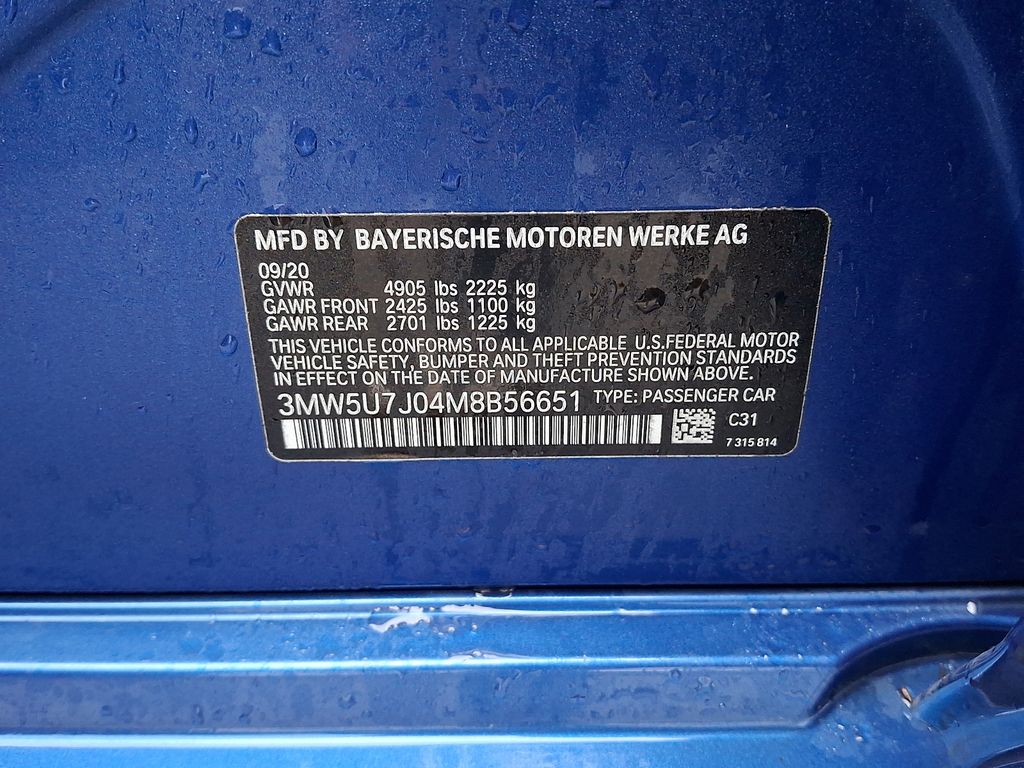 MFD BY BAYERISCHE MOTOREN WERKE AG
09/20
GVWR 4905 lbs 2225 kg
GAWR FRONT 2425 lbs 1100 kg
GAWR REAR 2701 lbs 1225 kg
THIS VEHICLE CONFORMS TO ALL APPLICABLE U.S.FEDERAL MOTOR
VEHICLE SAFETY, BUMPER AND THEFT PREVENTION STANDARDS
IN EFFECT ON THE DATE OF MANUFACTURE SHOWN ABOVE.
3MW5U7J04M8B56651 TYPE: PASSENGER CAR
C31
7 315 814